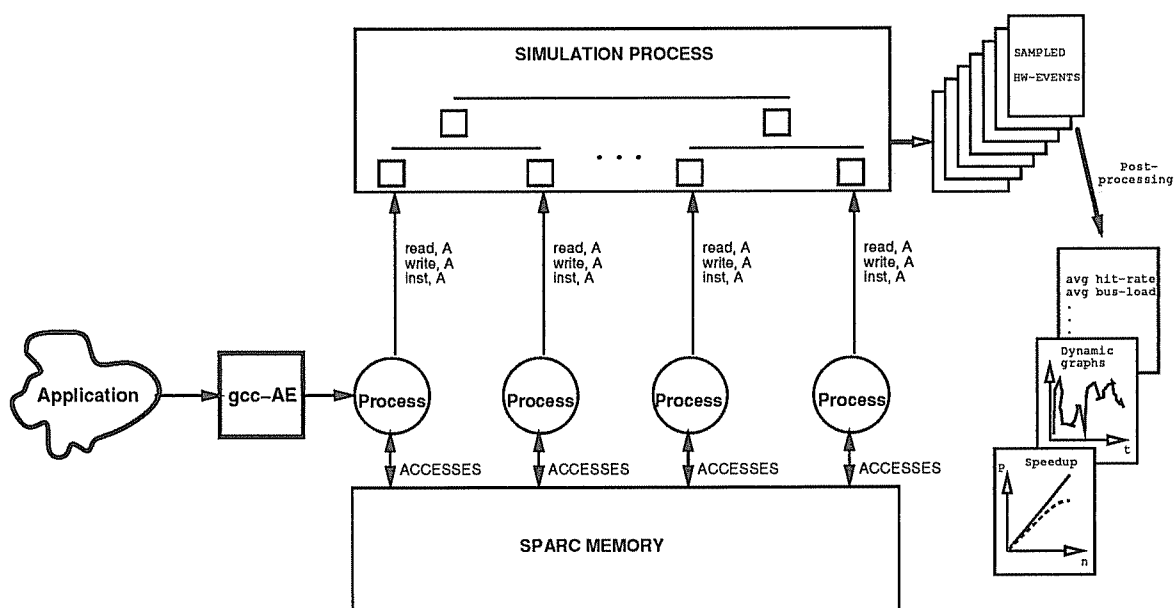 SIMULATION PROCESS
. . .
SAMPLED
HW-EVENTS
Post-
processing
read, A
write, A
inst, A
read, A
write, A
inst, A
read, A
write, A
inst, A
read, A
write, A
inst, A
avg hit-rate
avg bus-load
.
.
.
Dynamic
graphs
t
Application
gcc-AE
Process
Process
Process
Process
ACCESSES
ACCESSES
ACCESSES
ACCESSES
Speedup
P
n
SPARC MEMORY